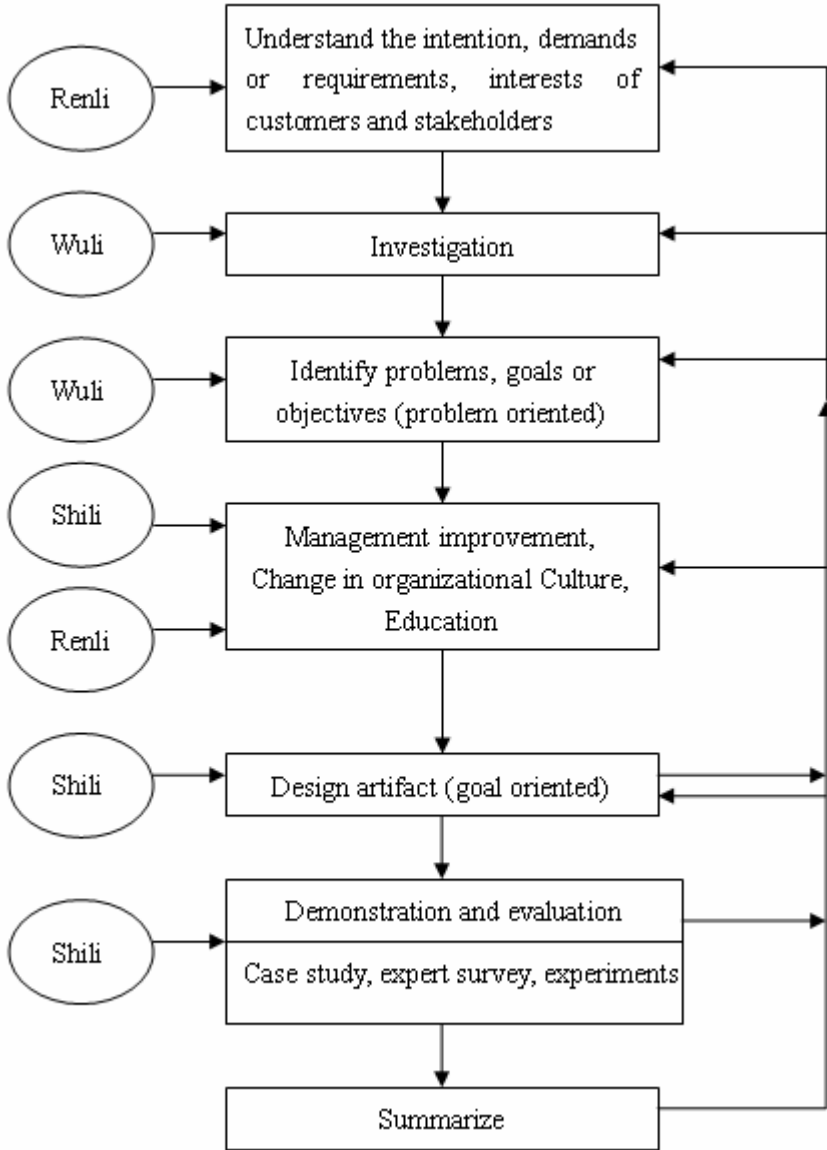 Renli
Understand the intention, demands
or requirements, interests of
customers and stakeholders
Wuli
Investigation
Wuli
Identify problems, goals or
objectives (problem oriented)
Shili
Management improvement,
Change in organizational Culture,
Education
Renli
Shili
Design artifact (goal oriented)
Shili
Demonstration and evaluation
Case study, expert survey, experiments
Summarize